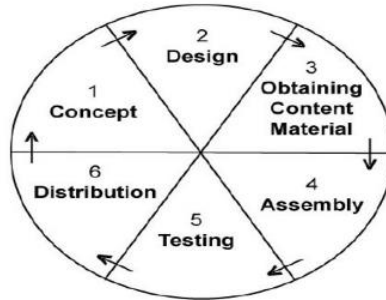 1
Concept
2
Design
3
Obtaining
Content
Material
4
Assembly
5
Testing
6
Distribution